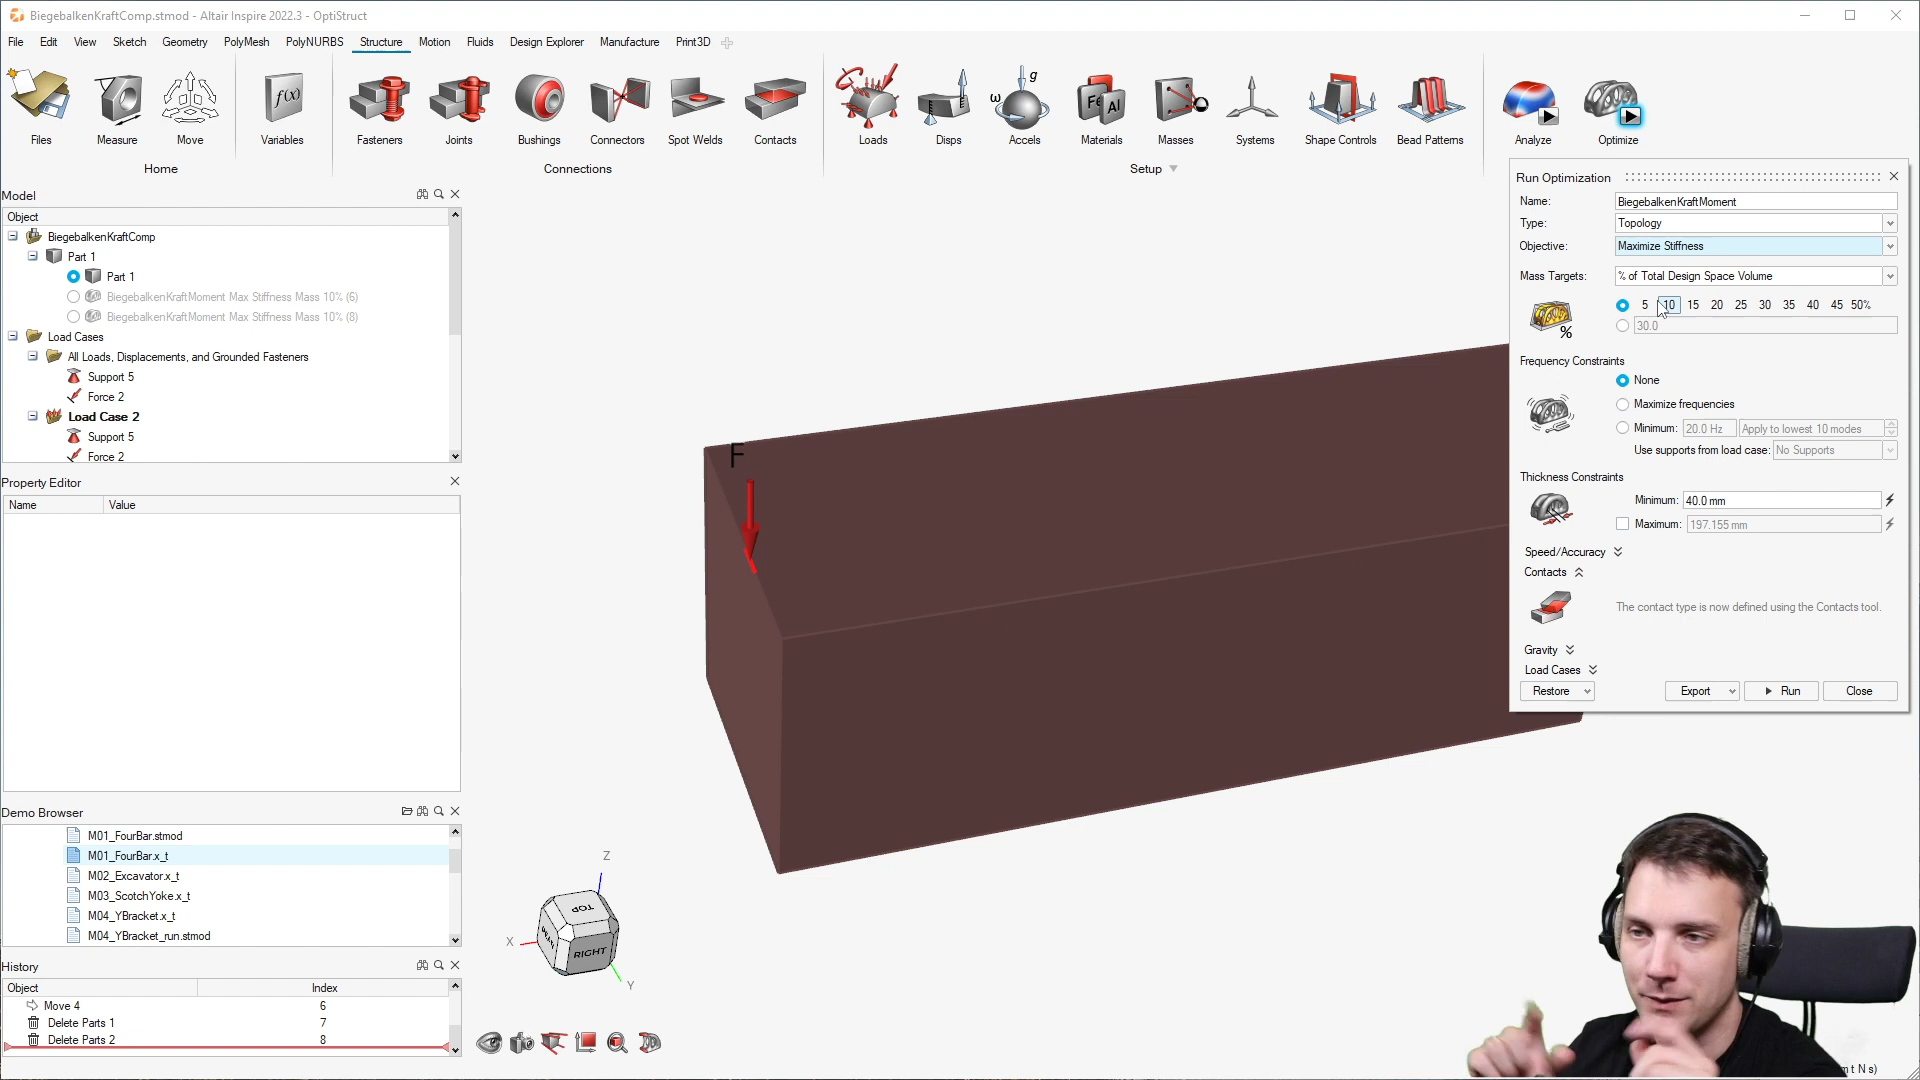 BiegebalkenKraftComp.stmod - Altair Inspire 2022.3 - OptiStruct
File Edit View Sketch Geometry PolyMesh PolyNURBS Structure Motion Fluids Design Explorer Manufacture Print3D
f(x)
g
ω
Fe
Al
Files Measure Move Variables Fasteners Joints Bushings Connectors Spot Welds Contacts Loads Disps Accels Materials Masses Systems Shape Controls Bead Patterns Analyze Optimize
Home Connections Setup
Model
Object
BiegebalkenKraftComp
Part 1
Part 1
BiegebalkenKraftMoment Max Stiffness Mass 10% (6)
BiegebalkenKraftMoment Max Stiffness Mass 10% (8)
Load Cases
All Loads, Displacements, and Grounded Fasteners
Support 5
Force 2
Load Case 2
Support 5
Force 2
Property Editor
Name Value
Demo Browser
M01_FourBar.stmod
M01_FourBar.x_t
M02_Excavator.x_t
M03_ScotchYoke.x_t
M04_YBracket.x_t
M04_YBracket_run.stmod
History
Object Index
Move 4 6
Delete Parts 1 7
Delete Parts 2 8
F
Z
X
Y
TOP
RIGHT
Run Optimization
Name: BiegebalkenKraftMoment
Type: Topology
Objective: Maximize Stiffness
Mass Targets: % of Total Design Space Volume
5 10 15 20 25 30 35 40 45 50%
%
30.0
Frequency Constraints
None
Maximize frequencies
Minimum: 20.0 Hz Apply to lowest 10 modes
Use supports from load case: No Supports
Thickness Constraints
Minimum: 40.0 mm
Maximum: 197.155 mm
Speed/Accuracy
Contacts
The contact type is now defined using the Contacts tool.
Gravity
Load Cases
Restore Export Run Close
m t N s)